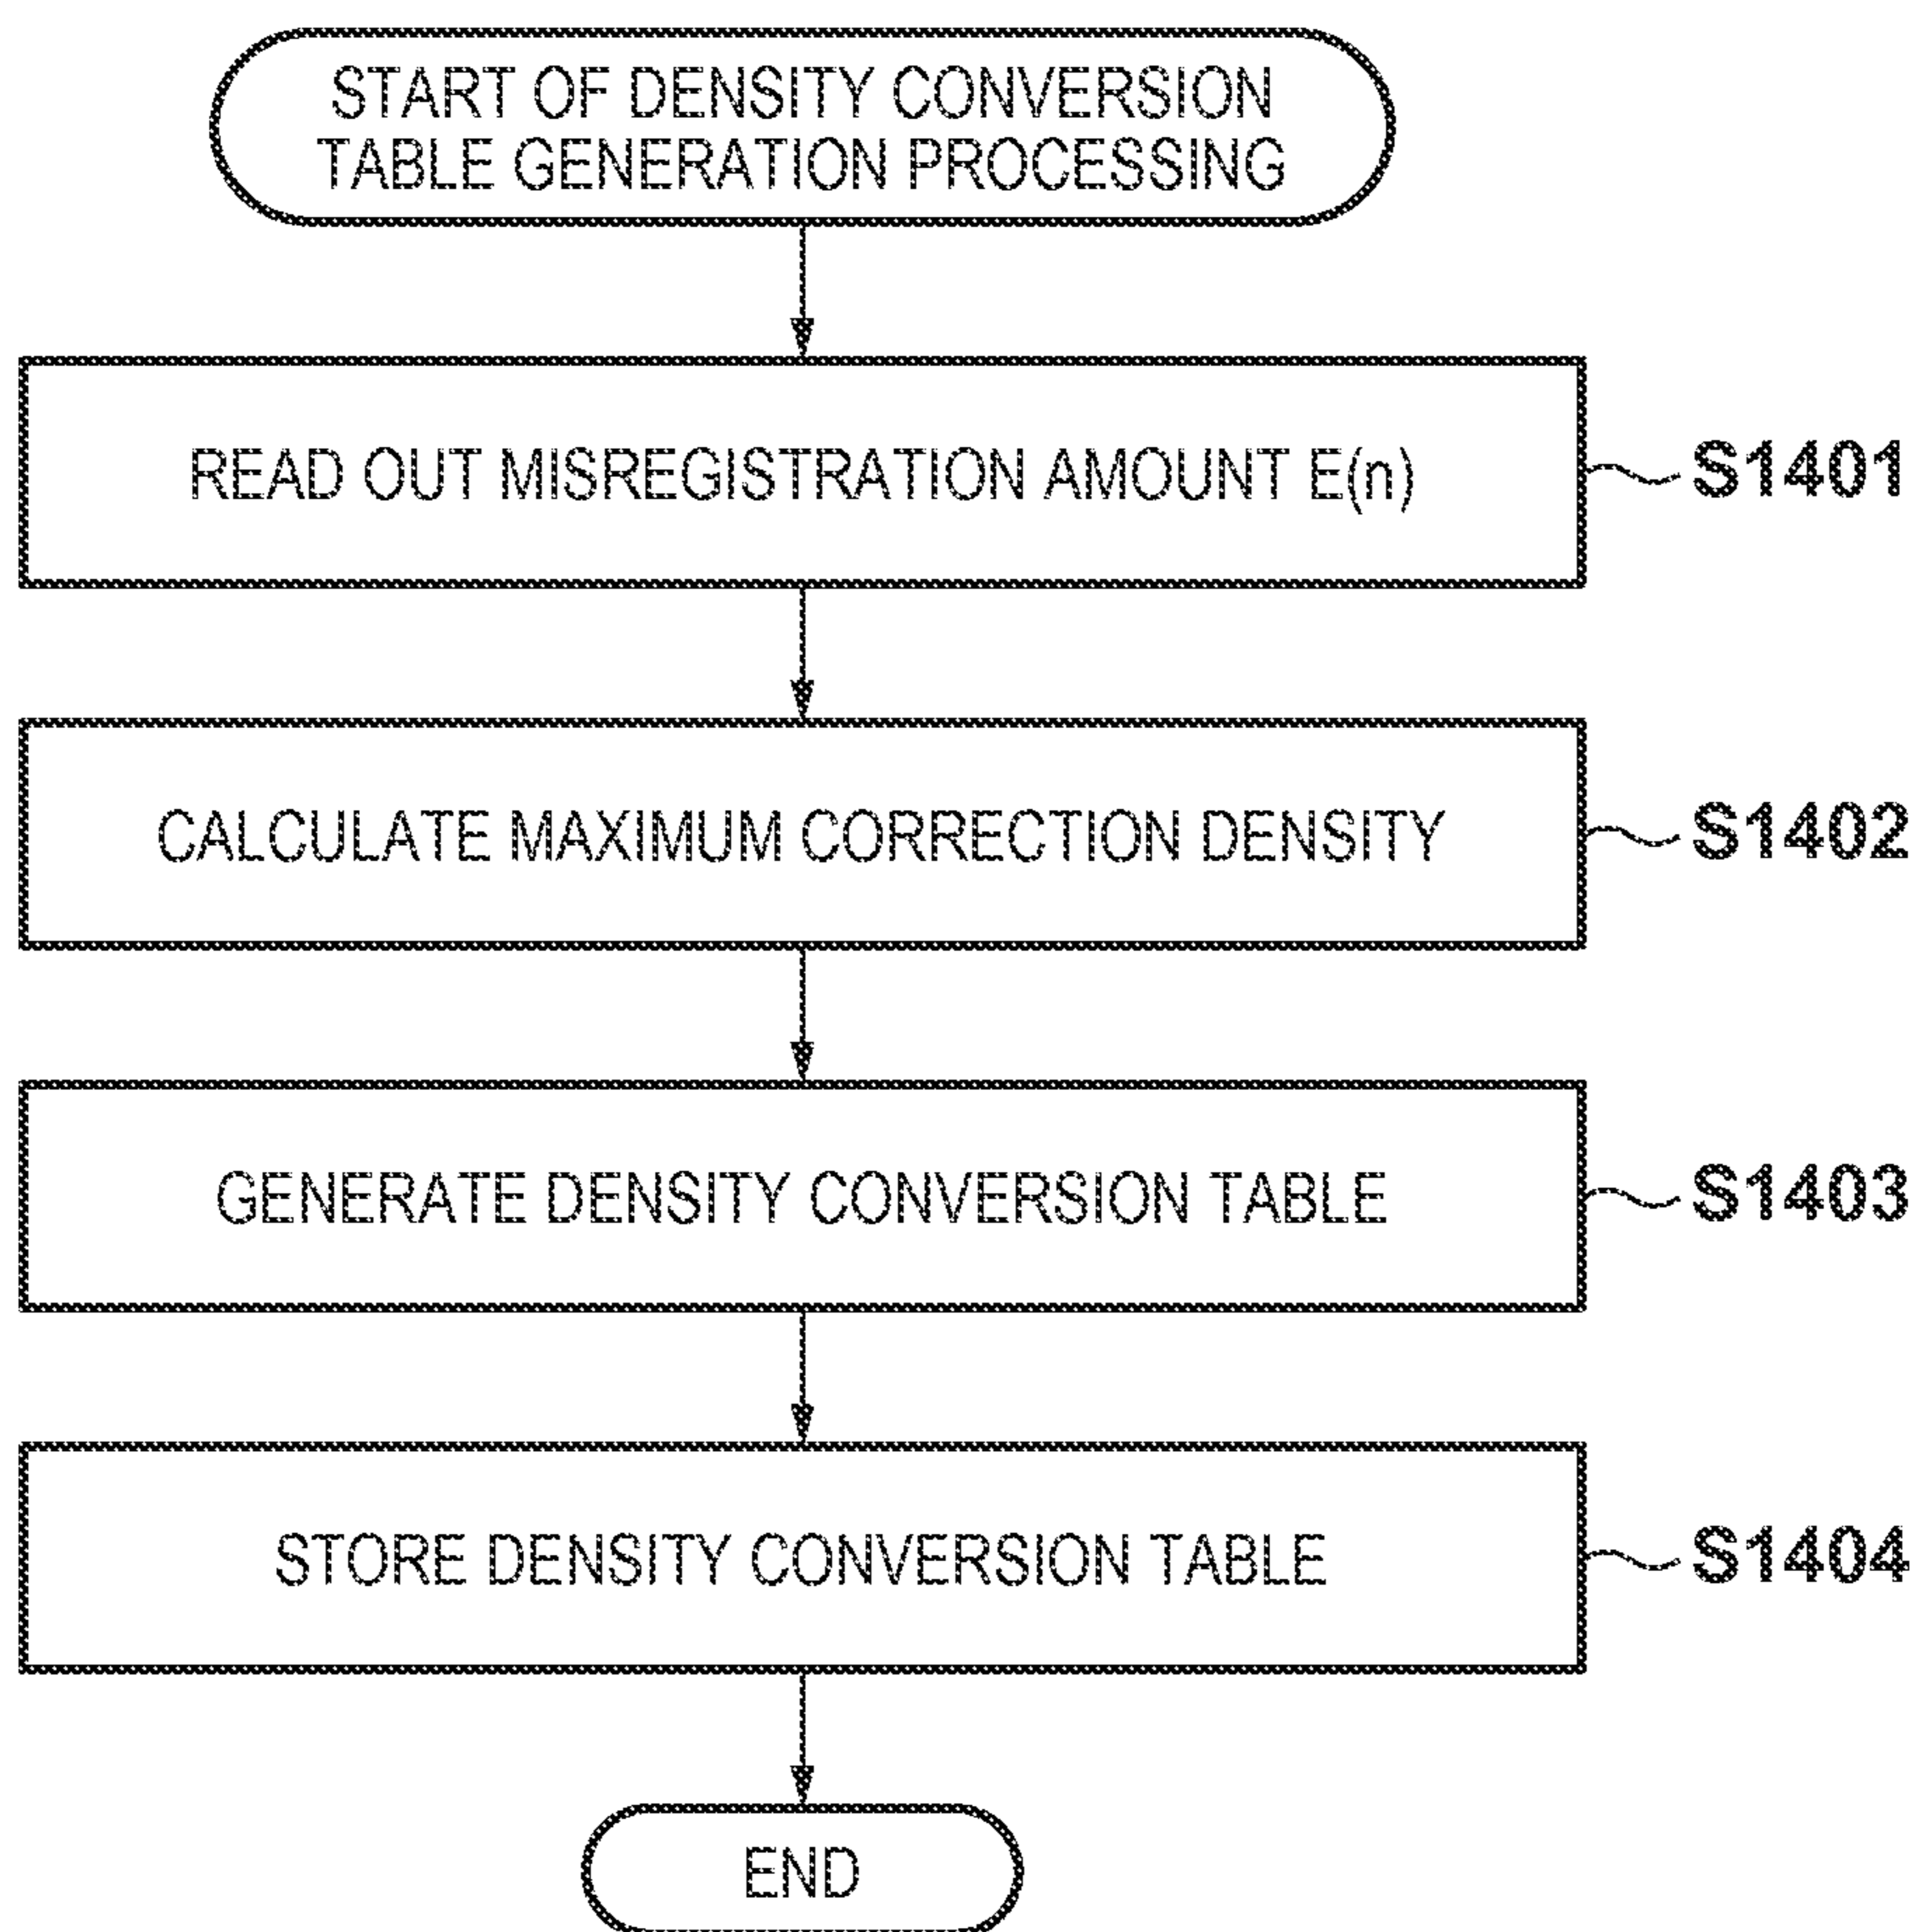 START OF DENSITY CONVERSION
TABLE GENERATION PROCESSING
READ OUT MISREGISTRATION AMOUNT E(n)
S1401
CALCULATE MAXIMUM CORRECTION DENSITY
S1402
GENERATE DENSITY CONVERSION TABLE
S1403
STORE DENSITY CONVERSION TABLE
S1404
END